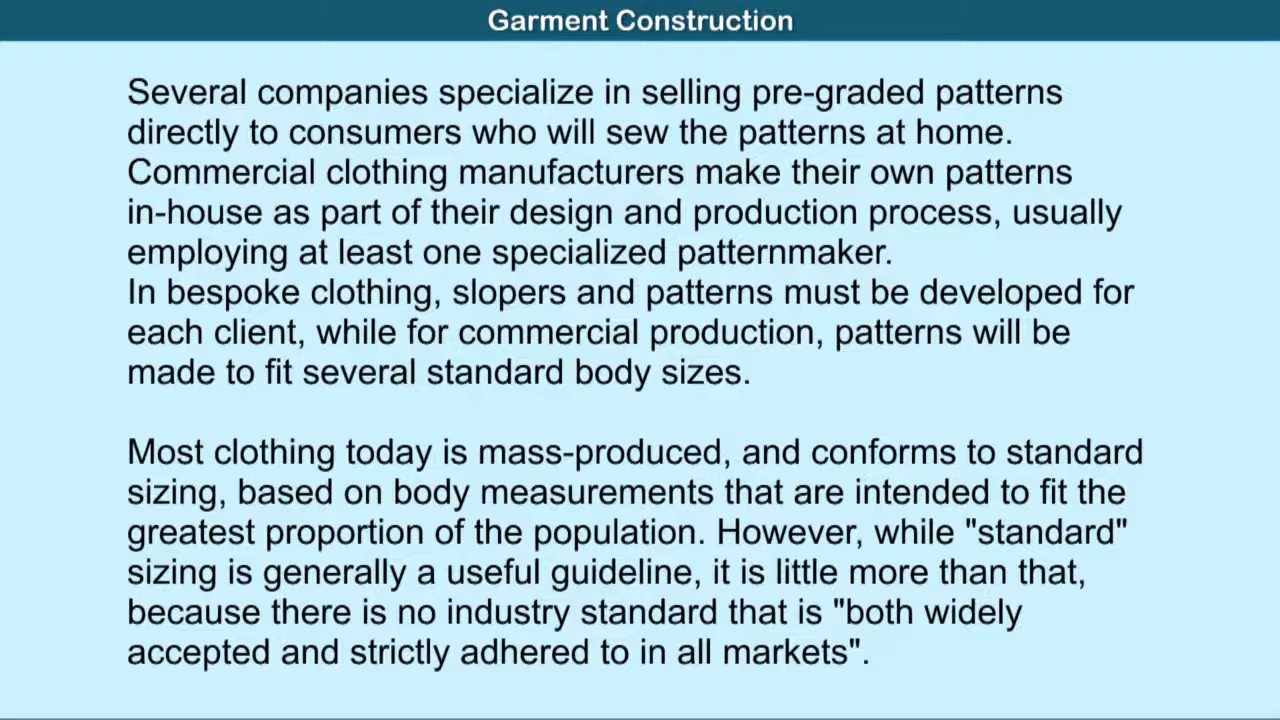 Garment Construction
Several companies specialize in selling pre-graded patterns
directly to consumers who will sew the patterns at home.
Commercial clothing manufacturers make their own patterns
in-house as part of their design and production process, usually
employing at least one specialized patternmaker.
In bespoke clothing, slopers and patterns must be developed for
each client, while for commercial production, patterns will be
made to fit several standard body sizes.
Most clothing today is mass-produced, and conforms to standard
sizing, based on body measurements that are intended to fit the
greatest proportion of the population. However, while "standard"
sizing is generally a useful guideline, it is little more than that,
because there is no industry standard that is "both widely
accepted and strictly adhered to in all markets".